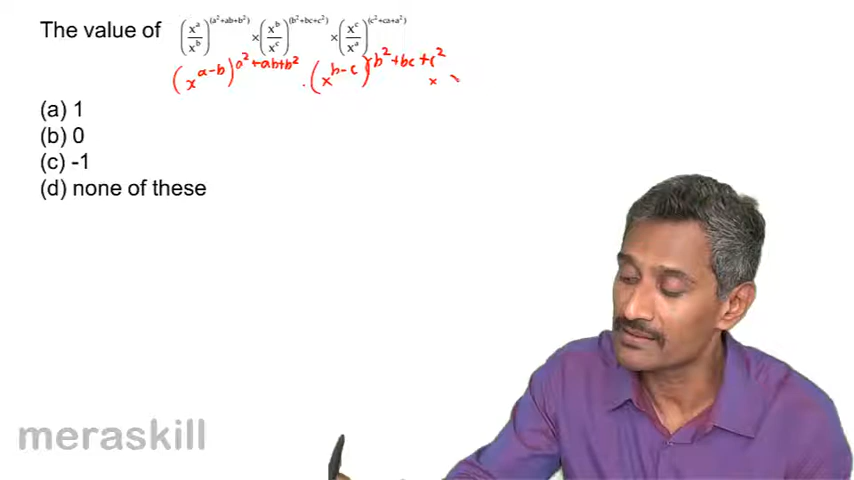 The value of (x^a/x^b)^(a²+ab+b²) × (x^b/x^c)^(b²+bc+c²) × (x^c/x^a)^(c²+ca+a²)
(x^(a-b))^(a²+ab+b²) . (x^(b-c))^(b²+bc+c²) ×
(a) 1
(b) 0
(c) -1
(d) none of these
meraskill